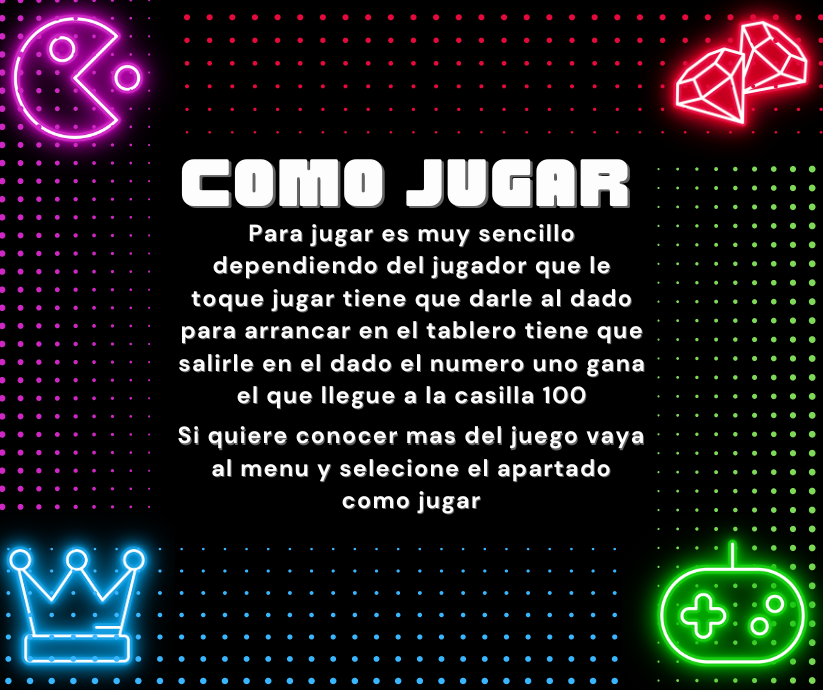 COMO JUGAR
Para jugar es muy sencillo
dependiendo del jugador que le
toque jugar tiene que darle al dado
para arrancar en el tablero tiene que
salirle en el dado el numero uno gana
el que llegue a la casilla 100
Si quiere conocer mas del juego vaya
al menu y selecione el apartado
como jugar